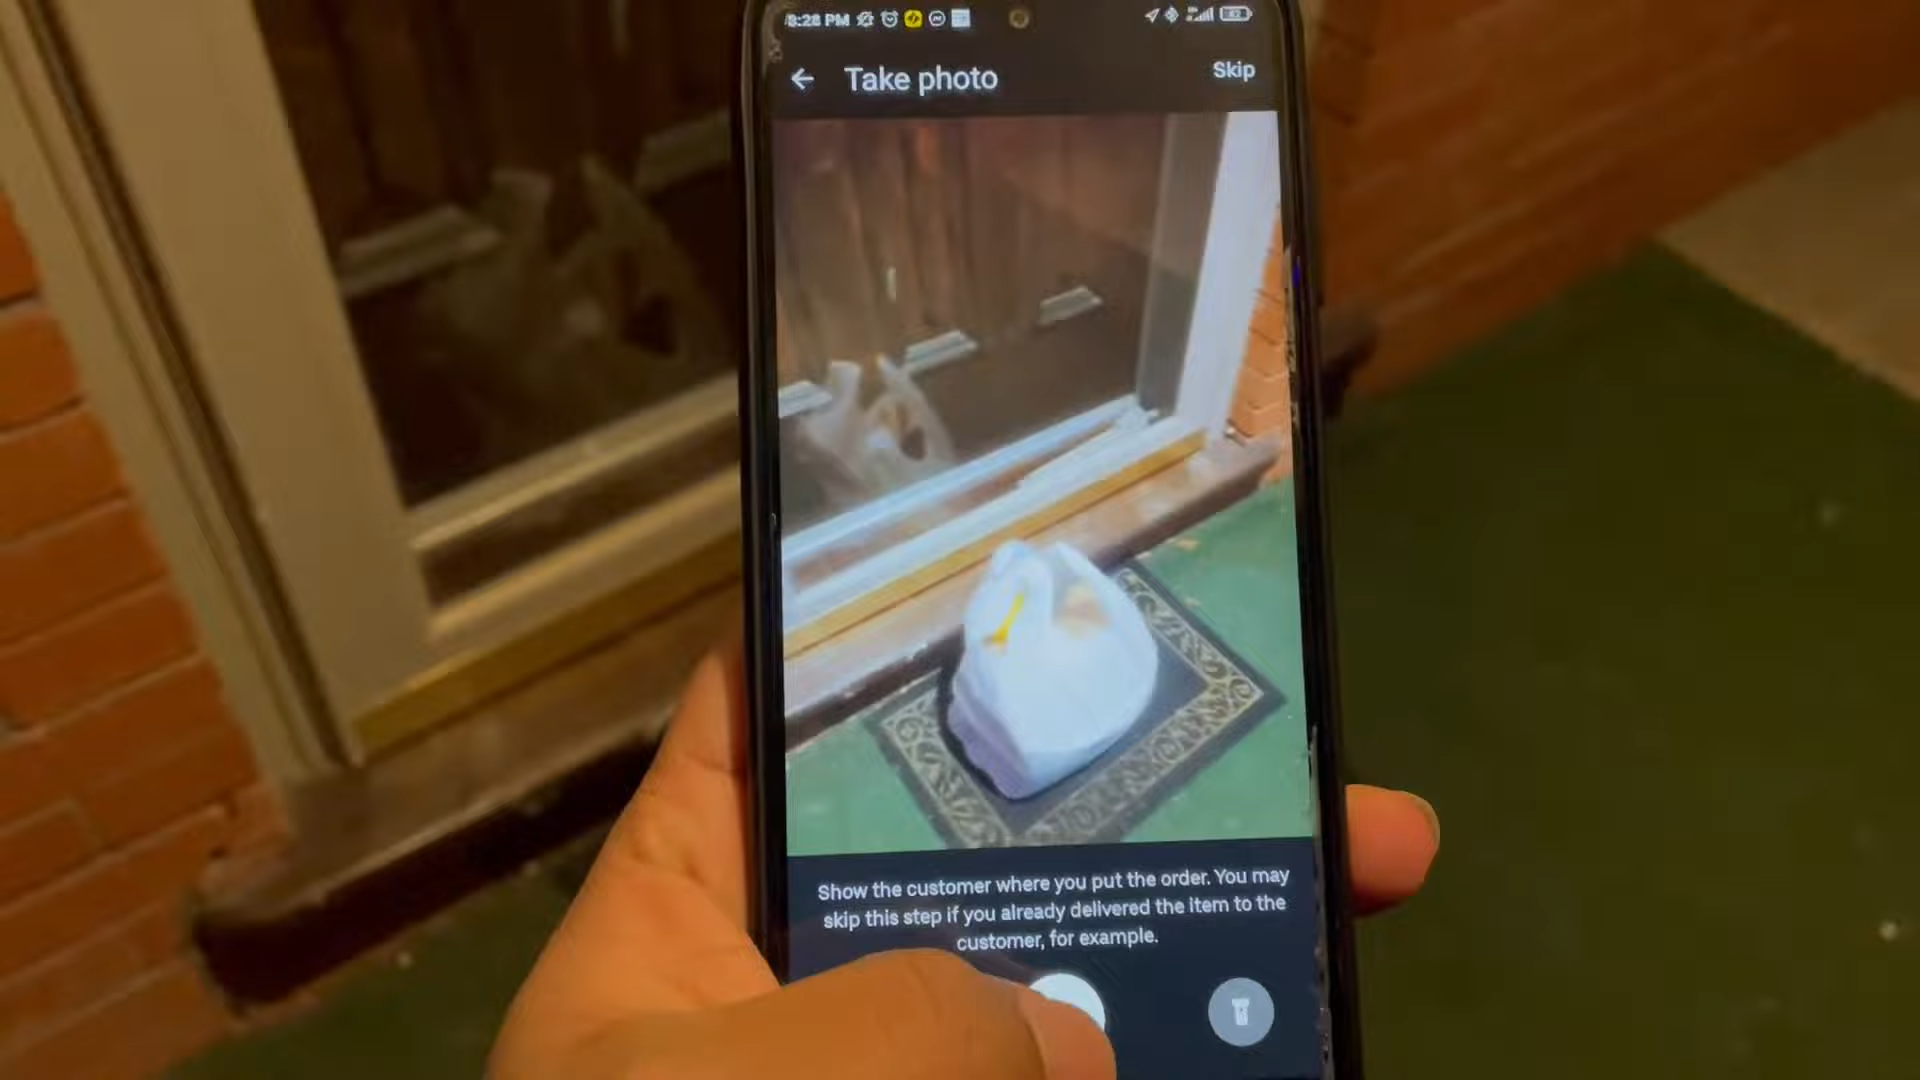 8:28 PM
Take photo
Skip
Show the customer where you put the order. You may
skip this step if you already delivered the item to the
customer, for example.